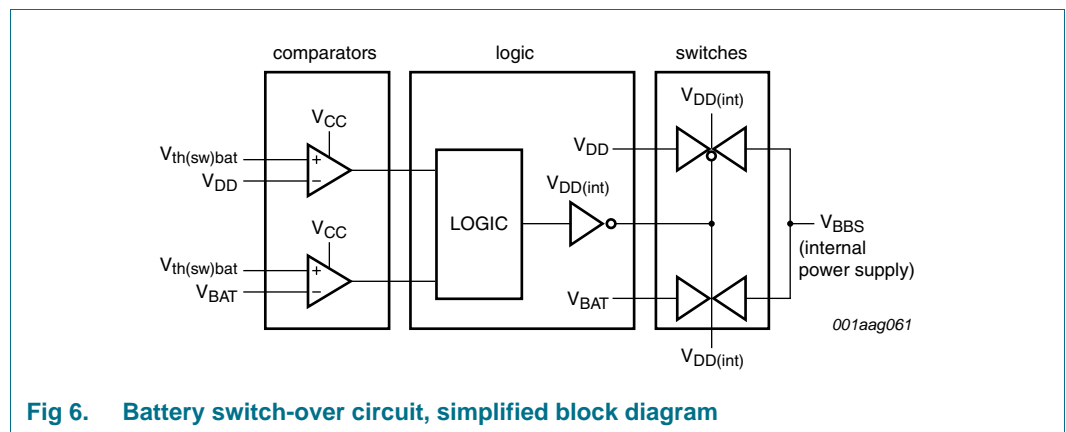 comparators
logic
switches
VCC
Vth(sw)bat
+
VDD
−
VCC
Vth(sw)bat
+
VBAT
−
LOGIC
VDD(int)
VDD
VBAT
VDD(int)
VDD(int)
VBBS
(internal
power supply)
001aag061
Fig 6. Battery switch-over circuit, simplified block diagram